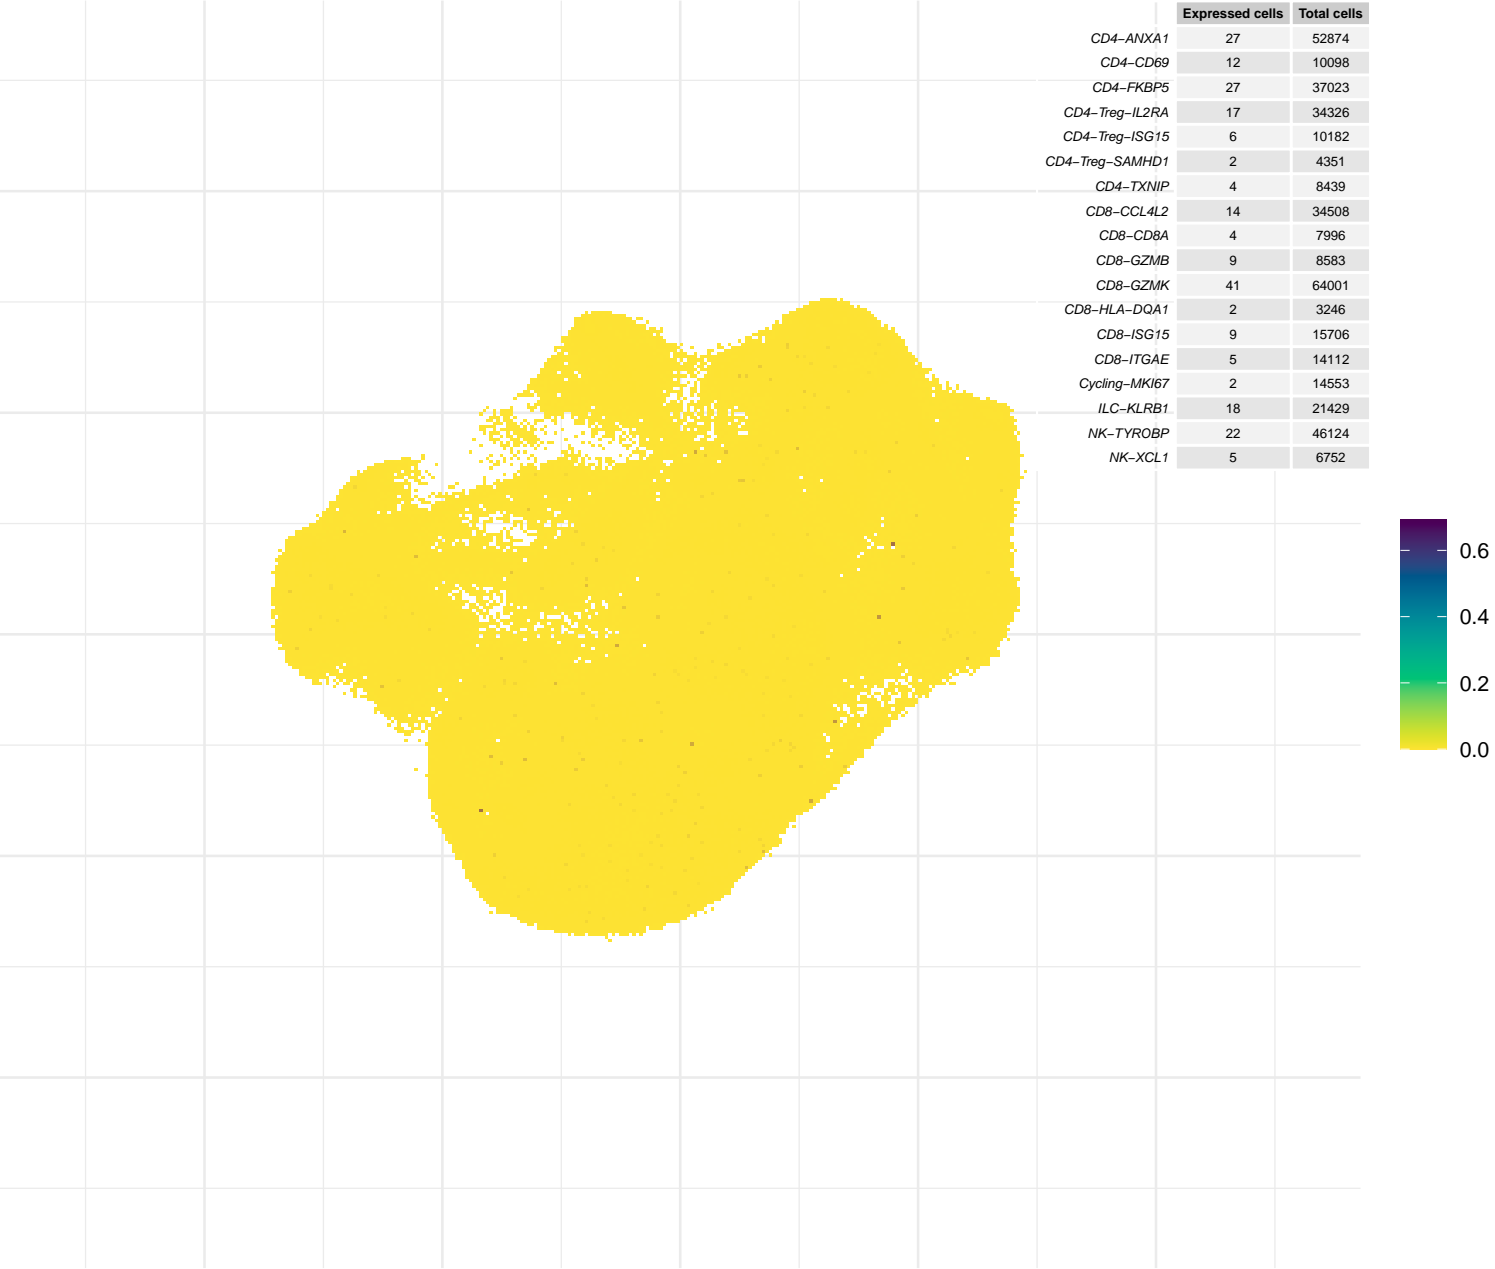 Expressed cells Total cells
CD4−ANXA1 27 52874
CD4−CD69 12 10098
CD4−FKBP5 27 37023
CD4−Treg−IL2RA 17 34326
CD4−Treg−ISG15 6 10182
CD4−Treg−SAMHD1 2 4351
CD4−TXNIP 4 8439
CD8−CCL4L2 14 34508
CD8−CD8A 4 7996
CD8−GZMB 9 8583
CD8−GZMK 41 64001
CD8−HLA−DQA1 2 3246
CD8−ISG15 9 15706
CD8−ITGAE 5 14112
Cycling−MKI67 2 14553
ILC−KLRB1 18 21429
NK−TYROBP 22 46124
NK−XCL1 5 6752
0.6
0.4
0.2
0.0